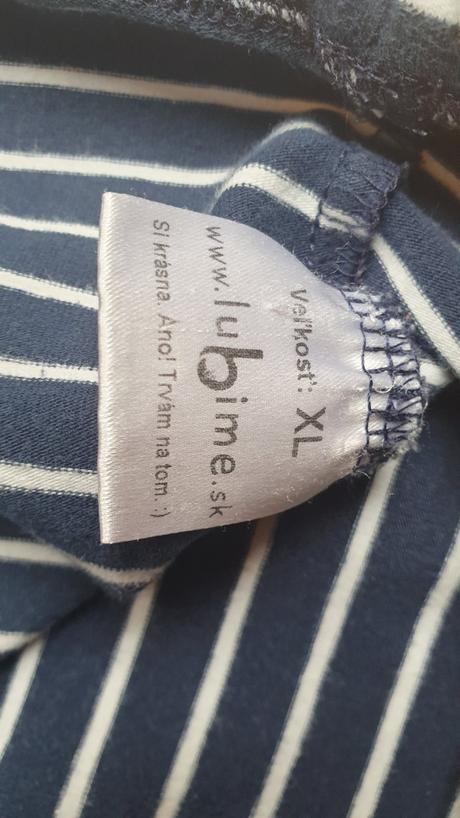 veľkosť: XL
www.lubime.sk
Si krásna. Áno! Trvám na tom. :)